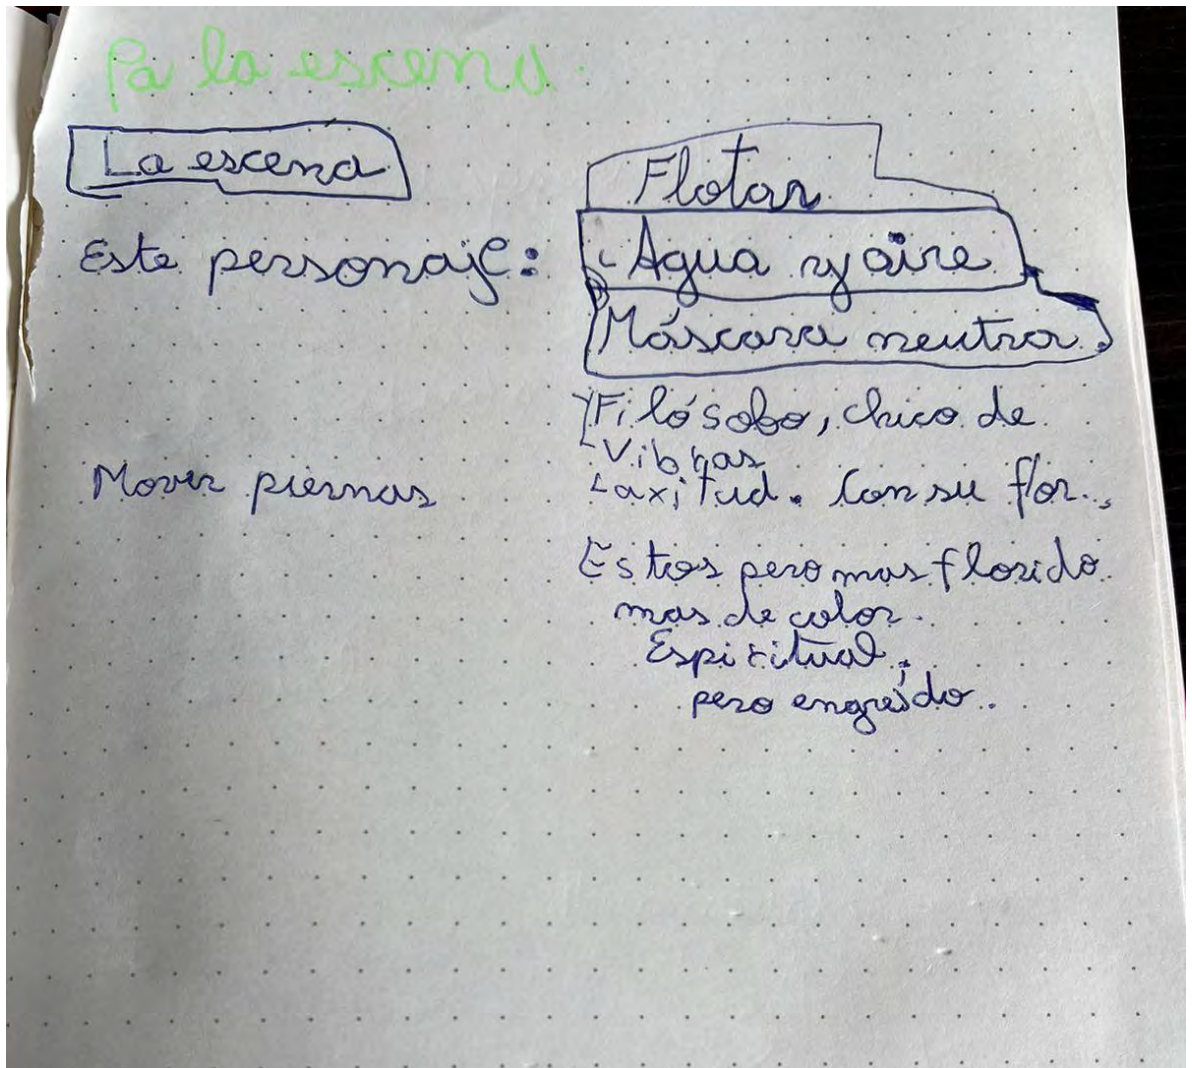 Pa la escena.
La escena
Este personaje:
Flotar
Agua y aire
Máscara neutra.
Filósobo, chico de
Vibras
Laxitud. Con su flor.,
Mover piernas
Estos pero mas florido
mas de color.
Espiritual,
pero engreído.